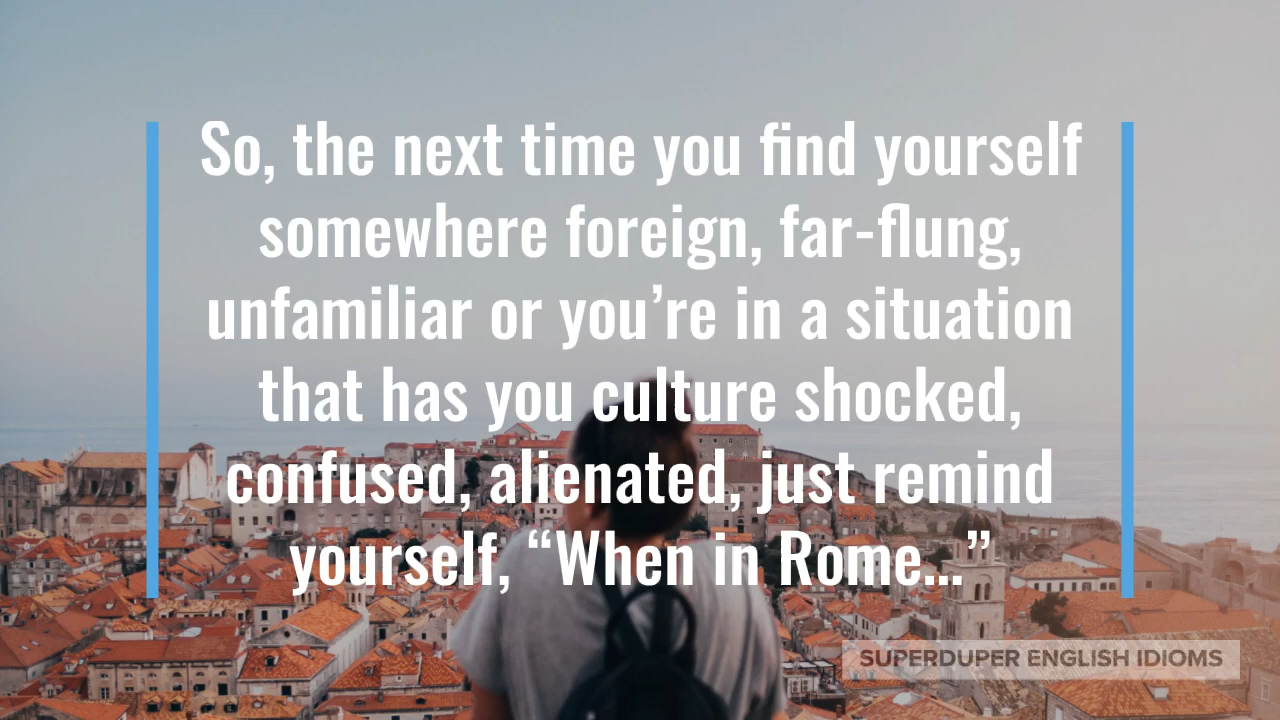 So, the next time you find yourself
somewhere foreign, far-flung,
unfamiliar or you’re in a situation
that has you culture shocked,
confused, alienated, just remind
yourself, “When in Rome...”
SUPERDUPER ENGLISH IDIOMS